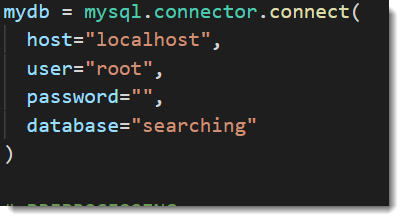 mydb = mysql.connector.connect(
  host="localhost",
  user="root",
  password="",
  database="searching"
)